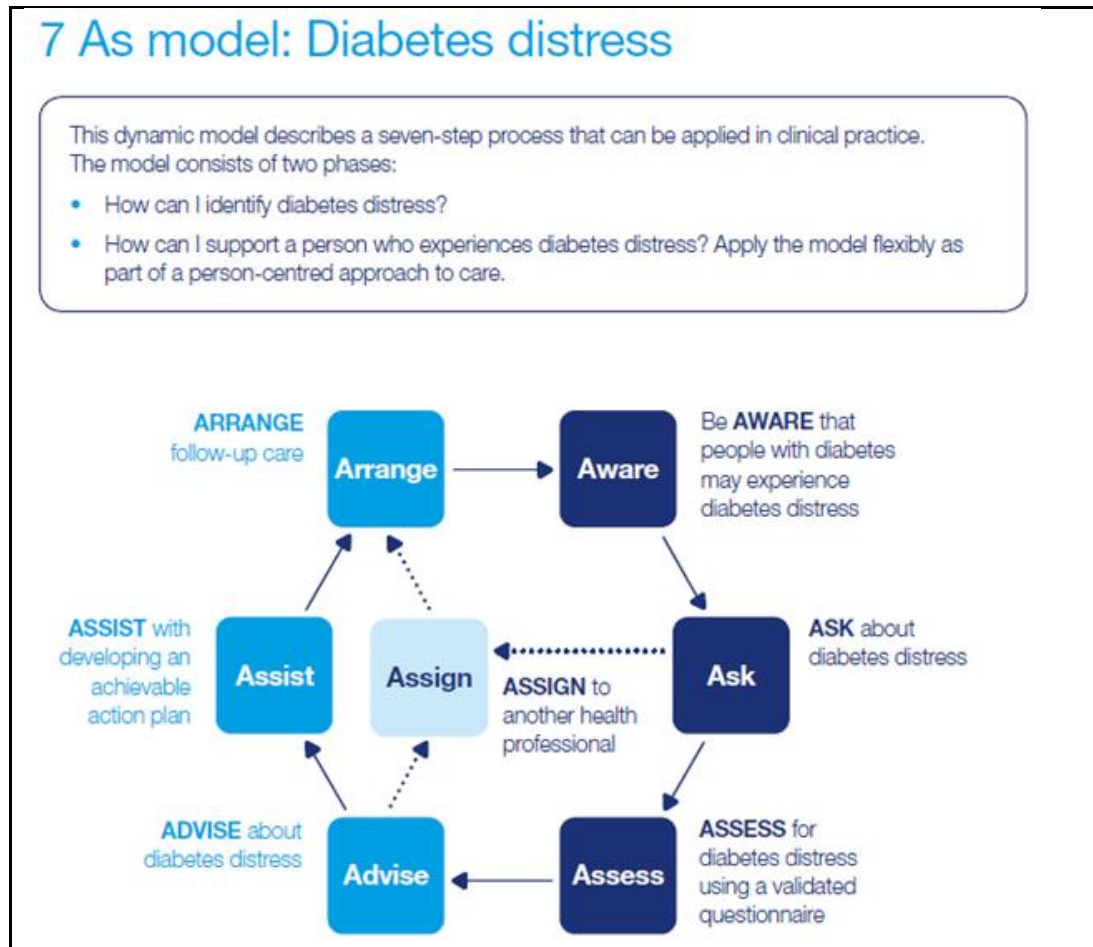 7 As model: Diabetes distress
This dynamic model describes a seven-step process that can be applied in clinical practice.
The model consists of two phases:
• How can I identify diabetes distress?
• How can I support a person who experiences diabetes distress? Apply the model flexibly as
part of a person-centred approach to care.
ARRANGE
follow-up care
Arrange
Aware
Be AWARE that
people with diabetes
may experience
diabetes distress
ASSIST with
developing an
achievable
action plan
Assist
Assign
ASSIGN to
another health
professional
Ask
ASK about
diabetes distress
ADVISE about
diabetes distress
Advise
Assess
ASSESS for
diabetes distress
using a validated
questionnaire